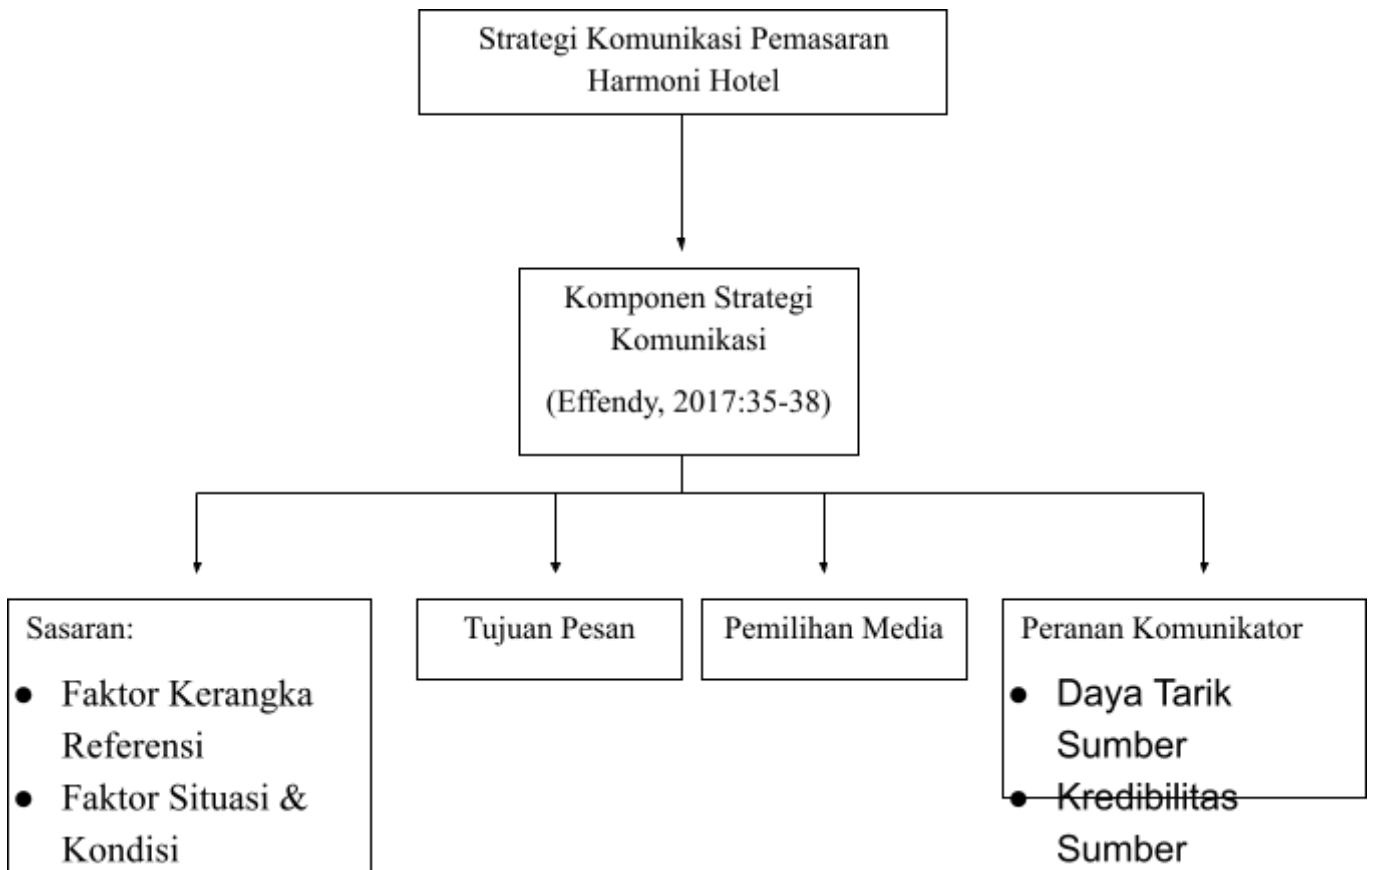 Strategi Komunikasi Pemasaran
Harmoni Hotel
Komponen Strategi
Komunikasi
(Effendy, 2017:35-38)
Sasaran:
● Faktor Kerangka
Referensi
● Faktor Situasi &
Kondisi
Tujuan Pesan
Pemilihan Media
Peranan Komunikator
● Daya Tarik
Sumber
● Kredibilitas
Sumber